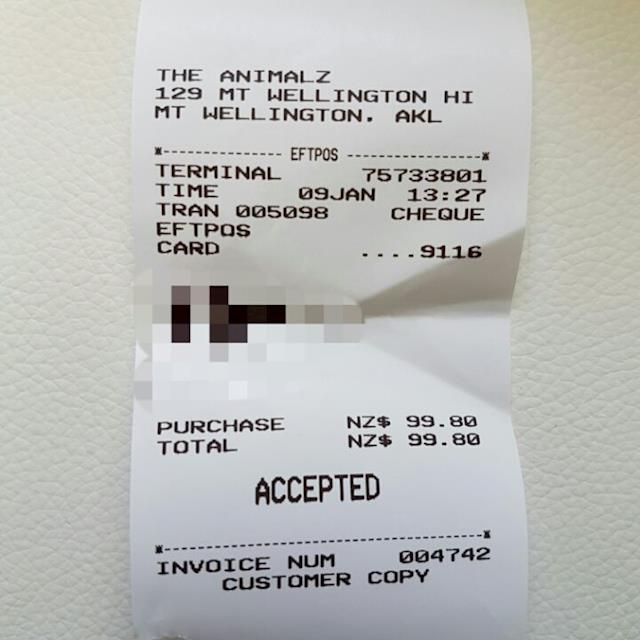 THE ANIMALZ
129 MT WELLINGTON HI
MT WELLINGTON. AKL
*------------ EFTPOS --------------*
TERMINAL 75733801
TIME 09JAN 13:27
TRAN 005098 CHEQUE
EFTPOS
CARD ....9116
PURCHASE NZ$ 99.80
TOTAL NZ$ 99.80
ACCEPTED
*--------------------------------*
INVOICE NUM 004742
CUSTOMER COPY